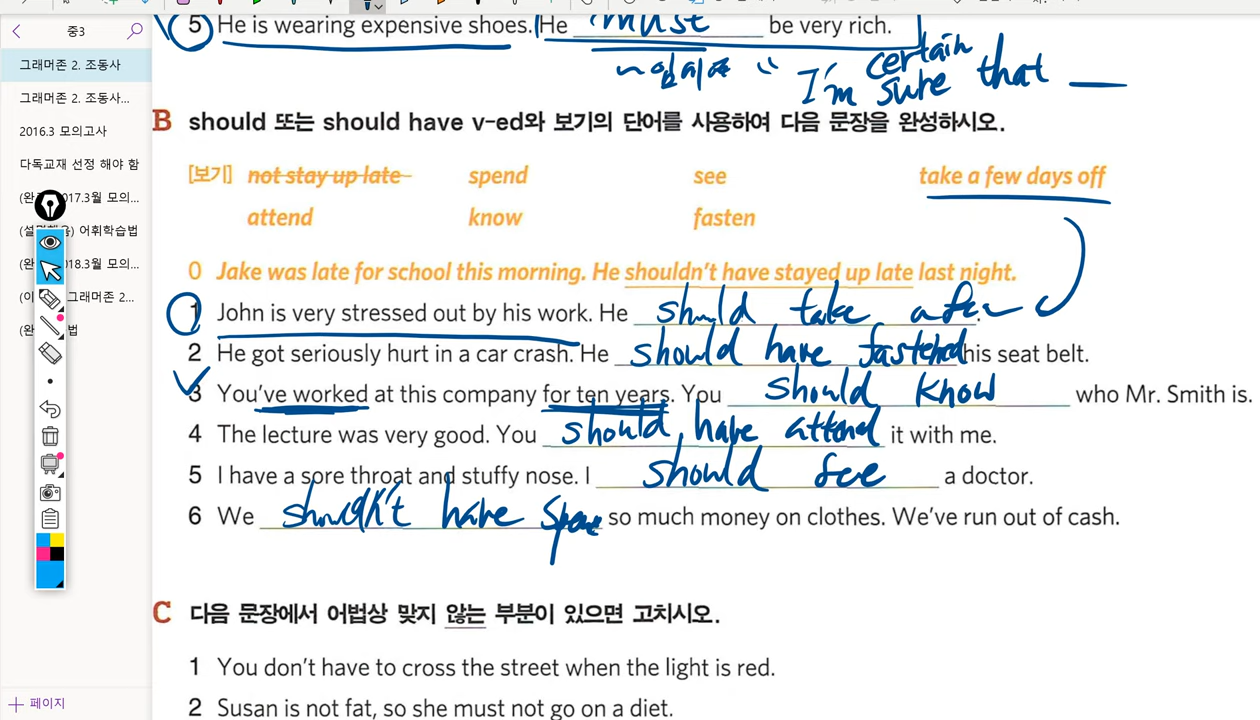 중3
그래머존 2. 조동사
그래머존 2. 조동사...
2016.3 모의고사
다독교재 선정 해야 함
017.3월 모의...
어휘학습법
018.3월 모의...
그래머존 2...
법
페이지
5 He is wearing expensive shoes. He must be very rich.
certain
I'm sure that
B should 또는 should have v-ed와 보기의 단어를 사용하여 다음 문장을 완성하시오.
[보기] not stay up late spend see take a few days off
attend know fasten
0 Jake was late for school this morning. He shouldn't have stayed up late last night.
1 John is very stressed out by his work. He should take a few.
2 He got seriously hurt in a car crash. He should have fastened his seat belt.
3 You've worked at this company for ten years. You should know who Mr. Smith is.
4 The lecture was very good. You should have attend it with me.
5 I have a sore throat and stuffy nose. I should see a doctor.
6 We shouldn't have so much money on clothes. We've run out of cash.
C 다음 문장에서 어법상 맞지 않는 부분이 있으면 고치시오.
1 You don't have to cross the street when the light is red.
2 Susan is not fat, so she must not go on a diet.